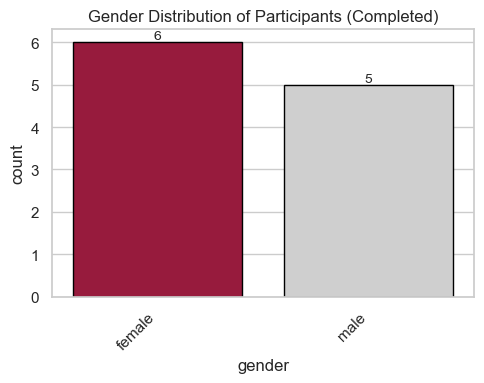 Gender Distribution of Participants (Completed)
6
6
5
5
4
3
2
1
0
count
female
male
gender